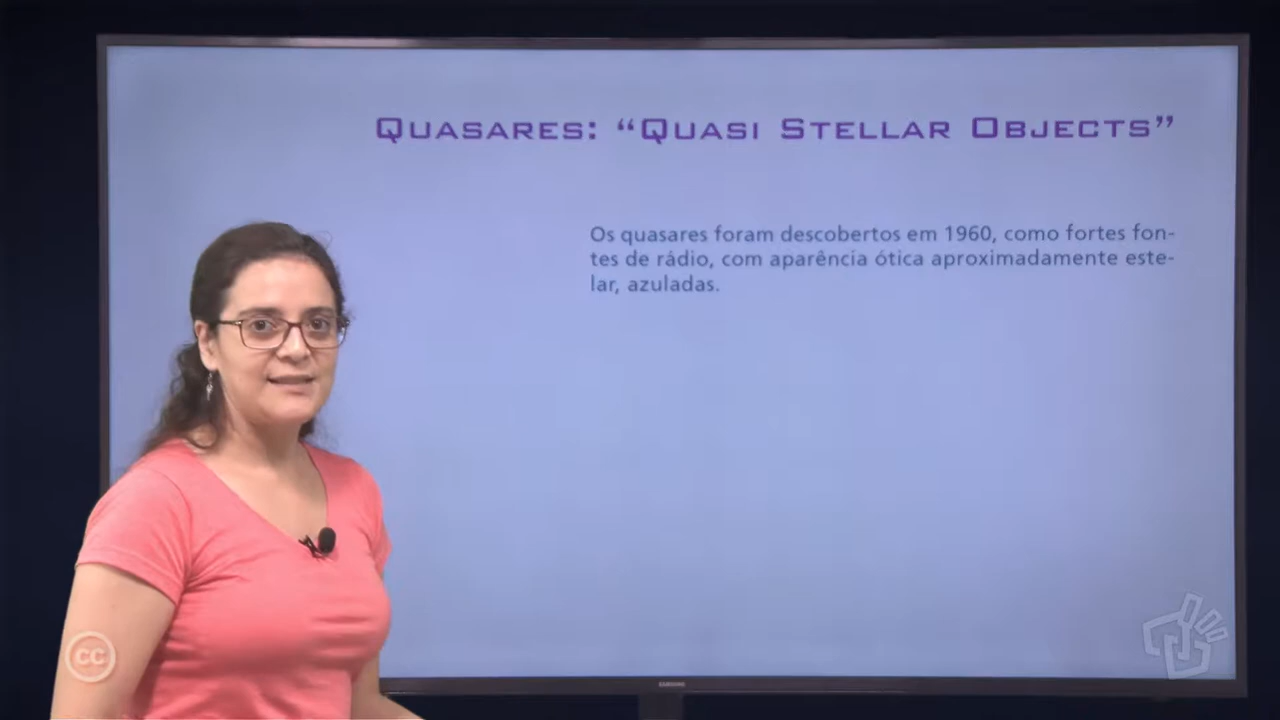 QUASARES: “QUASI STELLAR OBJECTS”
Os quasares foram descobertos em 1960, como fortes fon-
tes de rádio, com aparência ótica aproximadamente este-
lar, azuladas.
CC
SAMSUNG